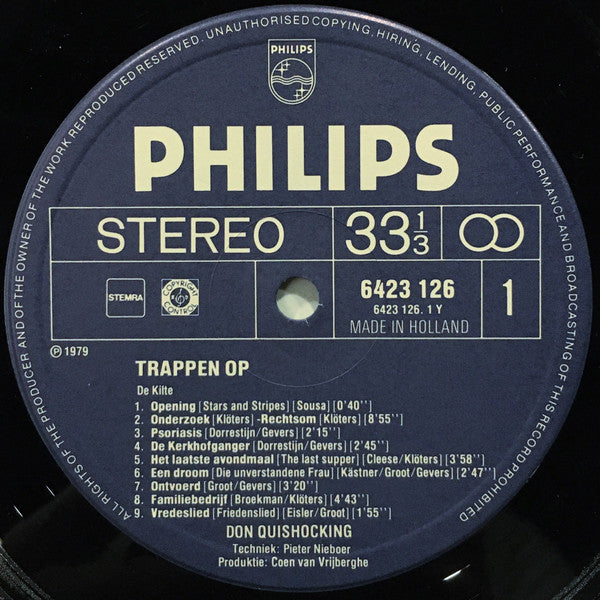 ALL RIGHTS OF THE PRODUCER AND OF THE OWNER OF THE WORK REPRODUCED RESERVED. UNAUTHORISED COPYING, HIRING, LENDING, PUBLIC PERFORMANCE AND BROADCASTING OF THIS RECORD PROHIBITED
PHILIPS
PHILIPS
STEREO 33 1/3
STEMRA
COPYRIGHT CONTROL
6423 126
6423 126. 1 Y
MADE IN HOLLAND
1
℗ 1979
TRAPPEN OP
De Kilte
1. Opening [Stars and Stripes] [Sousa] [0'40'']
2. Onderzoek [Klöters] -Rechtsom [Klöters] [8'55'']
3. Psoriasis [Dorrestijn/Gevers] [2'15'']
4. De Kerkhofganger [Dorrestijn/Gevers] [2'45'']
5. Het laatste avondmaal [The last supper] [Cleese/Klöters] [3'58'']
6. Een droom [Die unverstandene Frau] [Kästner/Groot/Gevers] [2'47'']
7. Ontvoerd [Groot/Gevers] [3'20'']
8. Familiebedrijf [Broekman/Klöters] [4'43'']
9. Vredeslied [Friedenslied] [Eisler/Groot] [1'55'']
DON QUISHOCKING
Techniek: Pieter Nieboer
Produktie: Coen van Vrijberghe